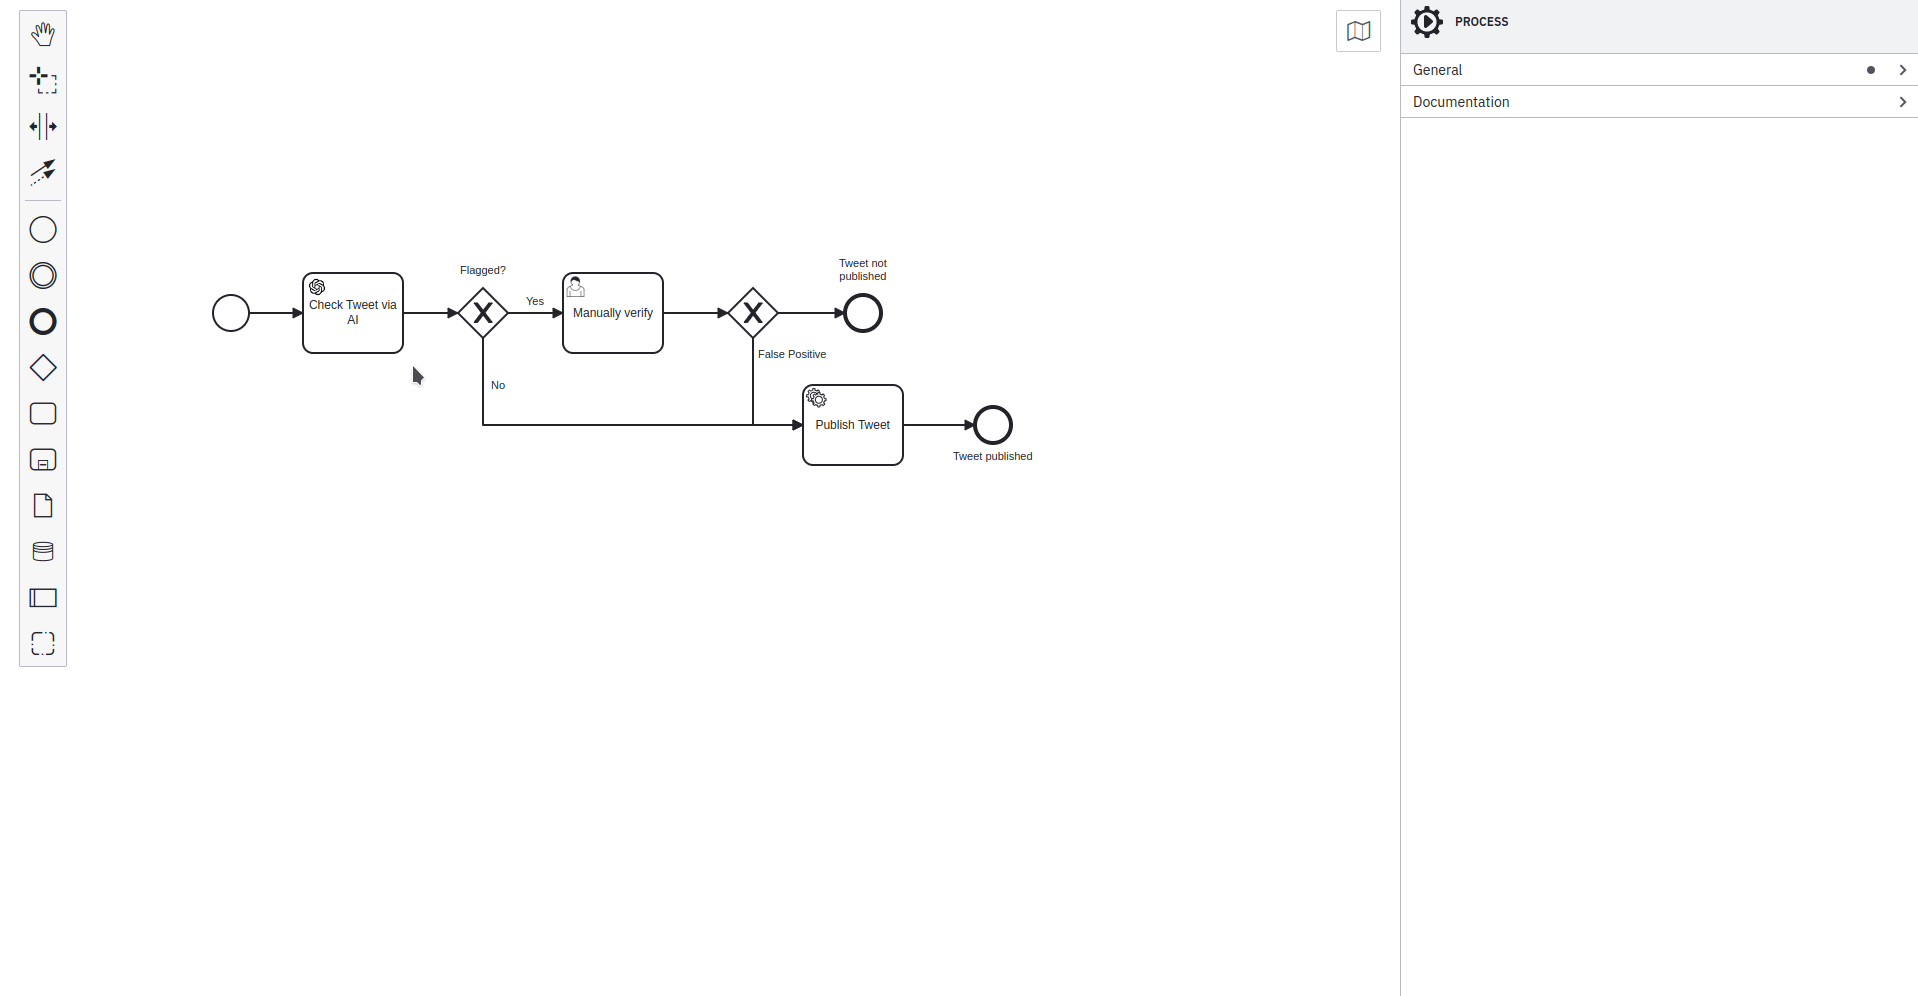 PROCESS
General
Documentation
Tweet not
published
Flagged?
Check Tweet via
AI
Yes
Manually verify
False Positive
No
Publish Tweet
Tweet published